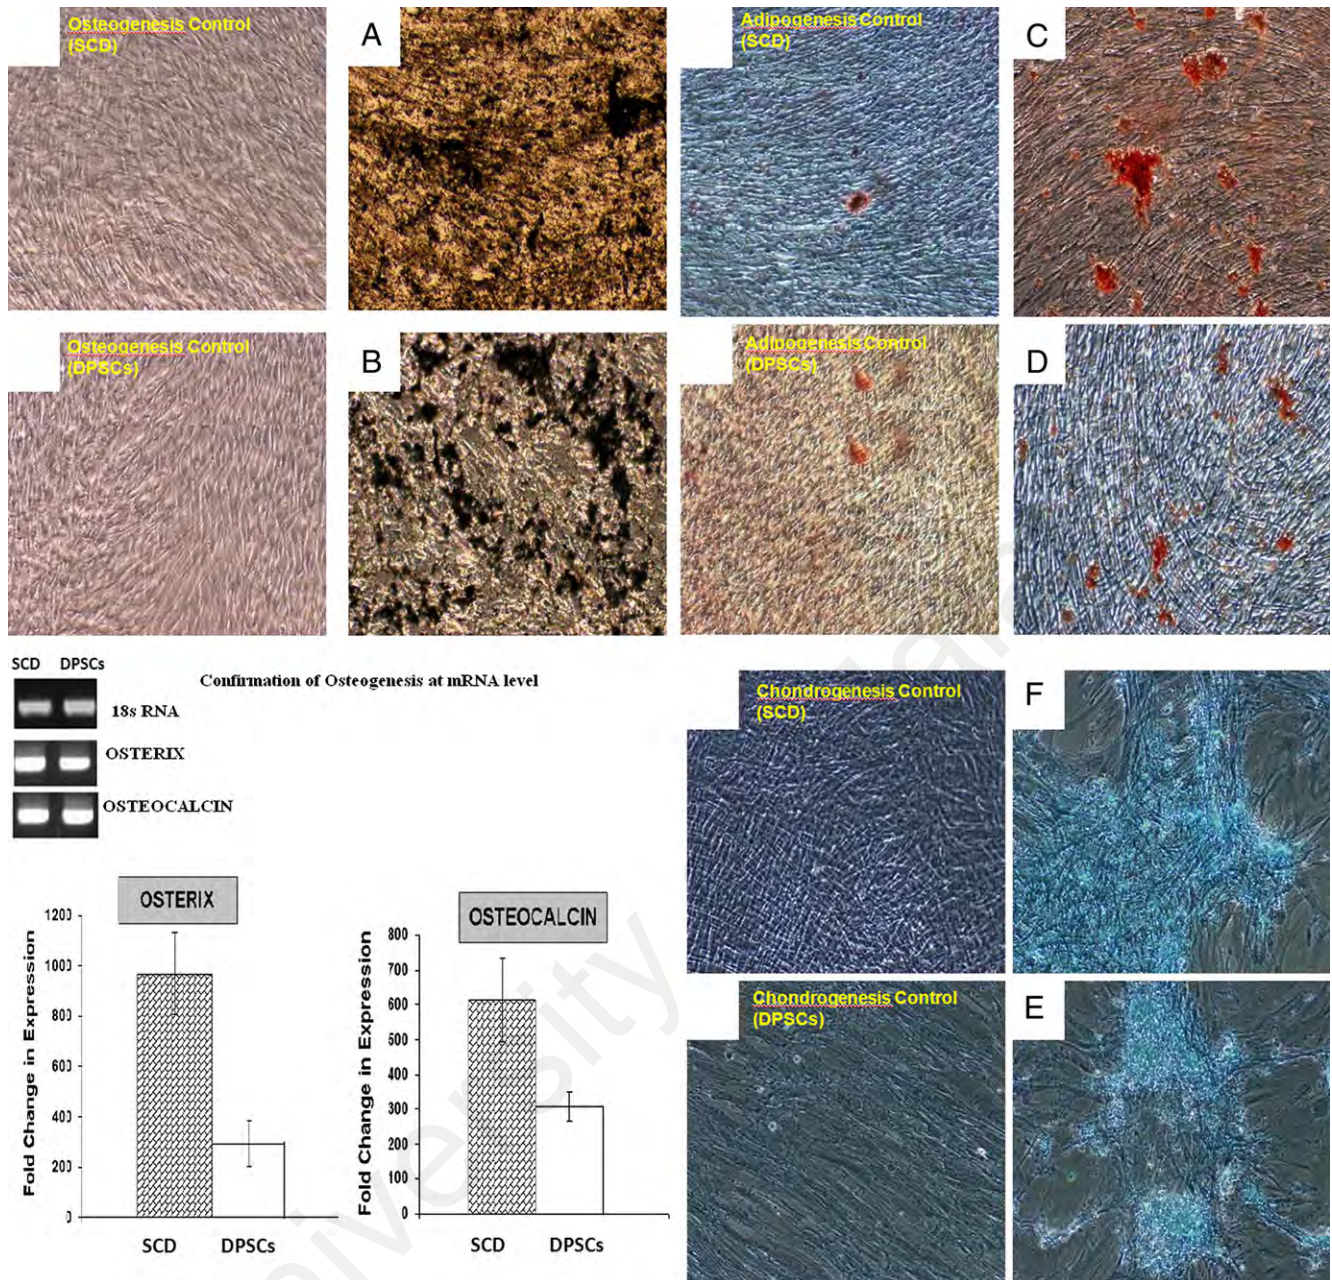 Osteogenesis Control
(SCD)
A
Adipogenesis Control
(SCD)
C
Osteogenesis Control
(DPSCs)
B
Adipogenesis Control
(DPSCs)
D
SCD DPSCs
Confirmation of Osteogenesis at mRNA level
18s RNA
OSTERIX
OSTEOCALCIN
Chondrogenesis Control
(SCD)
F
OSTERIX
Fold Change in Expression
1200
1000
800
600
400
200
0
SCD DPSCs
OSTEOCALCIN
Fold Change in Expression
800
700
600
500
400
300
200
100
0
SCD DPSCs
Chondrogenesis Control
(DPSCs)
E